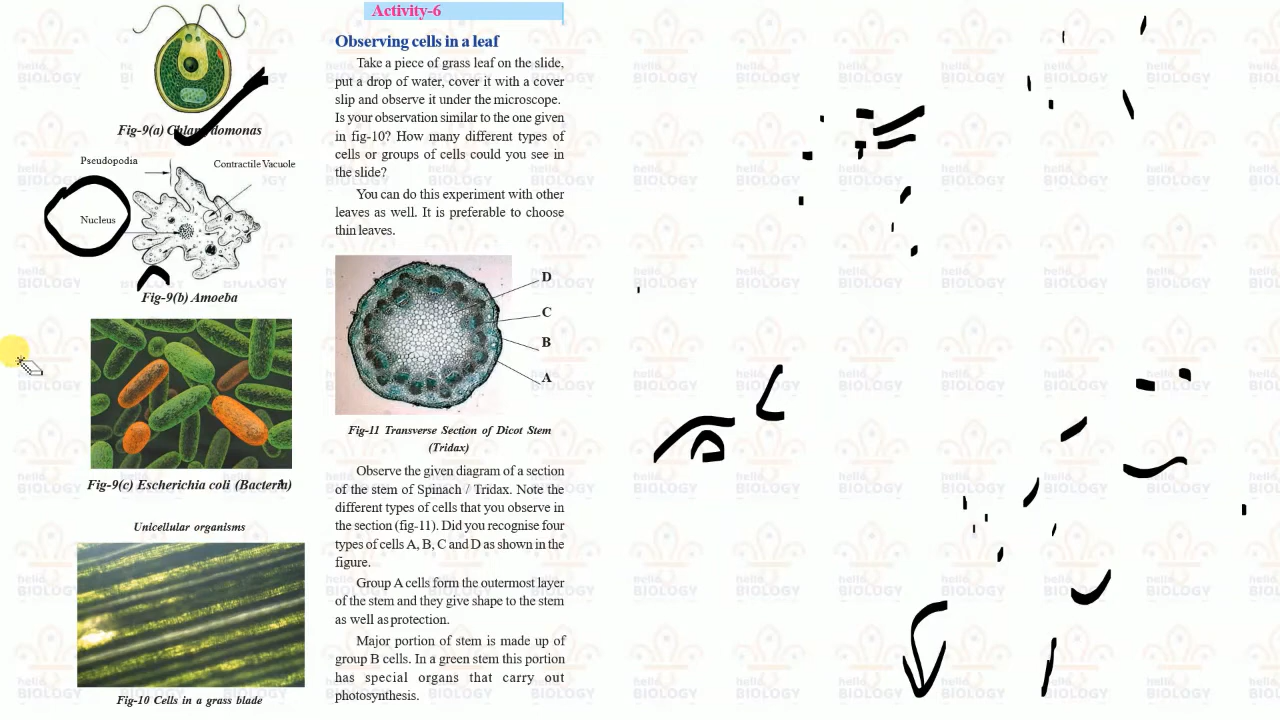 Fig-9(a) Chlamydomonas
Pseudopodia
Contractile Vacuole
Nucleus
Fig-9(b) Amoeba
Fig-9(c) Escherichia coli (Bacteria)
Unicellular organisms
Fig-10 Cells in a grass blade
Activity-6
Observing cells in a leaf
Take a piece of grass leaf on the slide,
put a drop of water, cover it with a cover
slip and observe it under the microscope.
Is your observation similar to the one given
in fig-10? How many different types of
cells or groups of cells could you see in
the slide?
You can do this experiment with other
leaves as well. It is preferable to choose
thin leaves.
D
C
B
A
Fig-11 Transverse Section of Dicot Stem
(Tridax)
Observe the given diagram of a section
of the stem of Spinach / Tridax. Note the
different types of cells that you observe in
the section (fig-11). Did you recognise four
types of cells A, B, C and D as shown in the
figure.
Group A cells form the outermost layer
of the stem and they give shape to the stem
as well as protection.
Major portion of stem is made up of
group B cells. In a green stem this portion
has special organs that carry out
photosynthesis.
hello
BIOLOGY